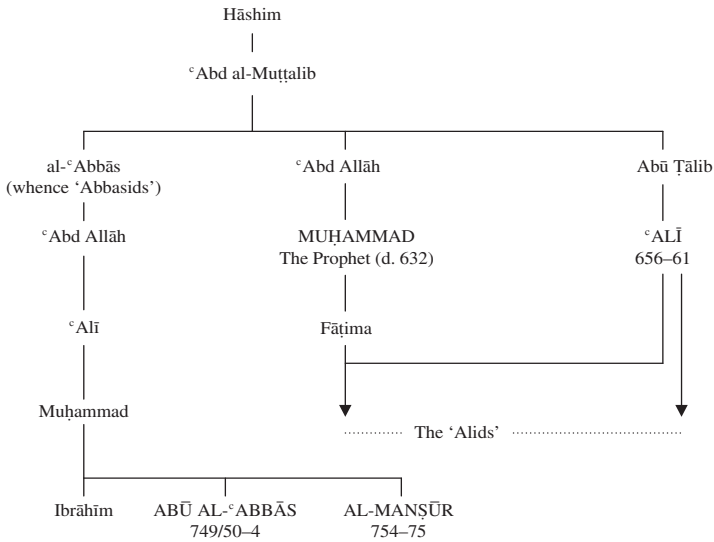 Hāshim
ᶜAbd al-Muṭṭalib
al-ᶜAbbās
(whence ‘Abbasids’)
ᶜAbd Allāh
Abū Ṭālib
ᶜAbd Allāh
MUḤAMMAD
The Prophet (d. 632)
ᶜALĪ
656–61
ᶜAlī
Fāṭima
Muḥammad
The ‘Alids’
Ibrāhīm
ABŪ AL-ᶜABBĀS
749/50–4
AL-MANṢŪR
754–75